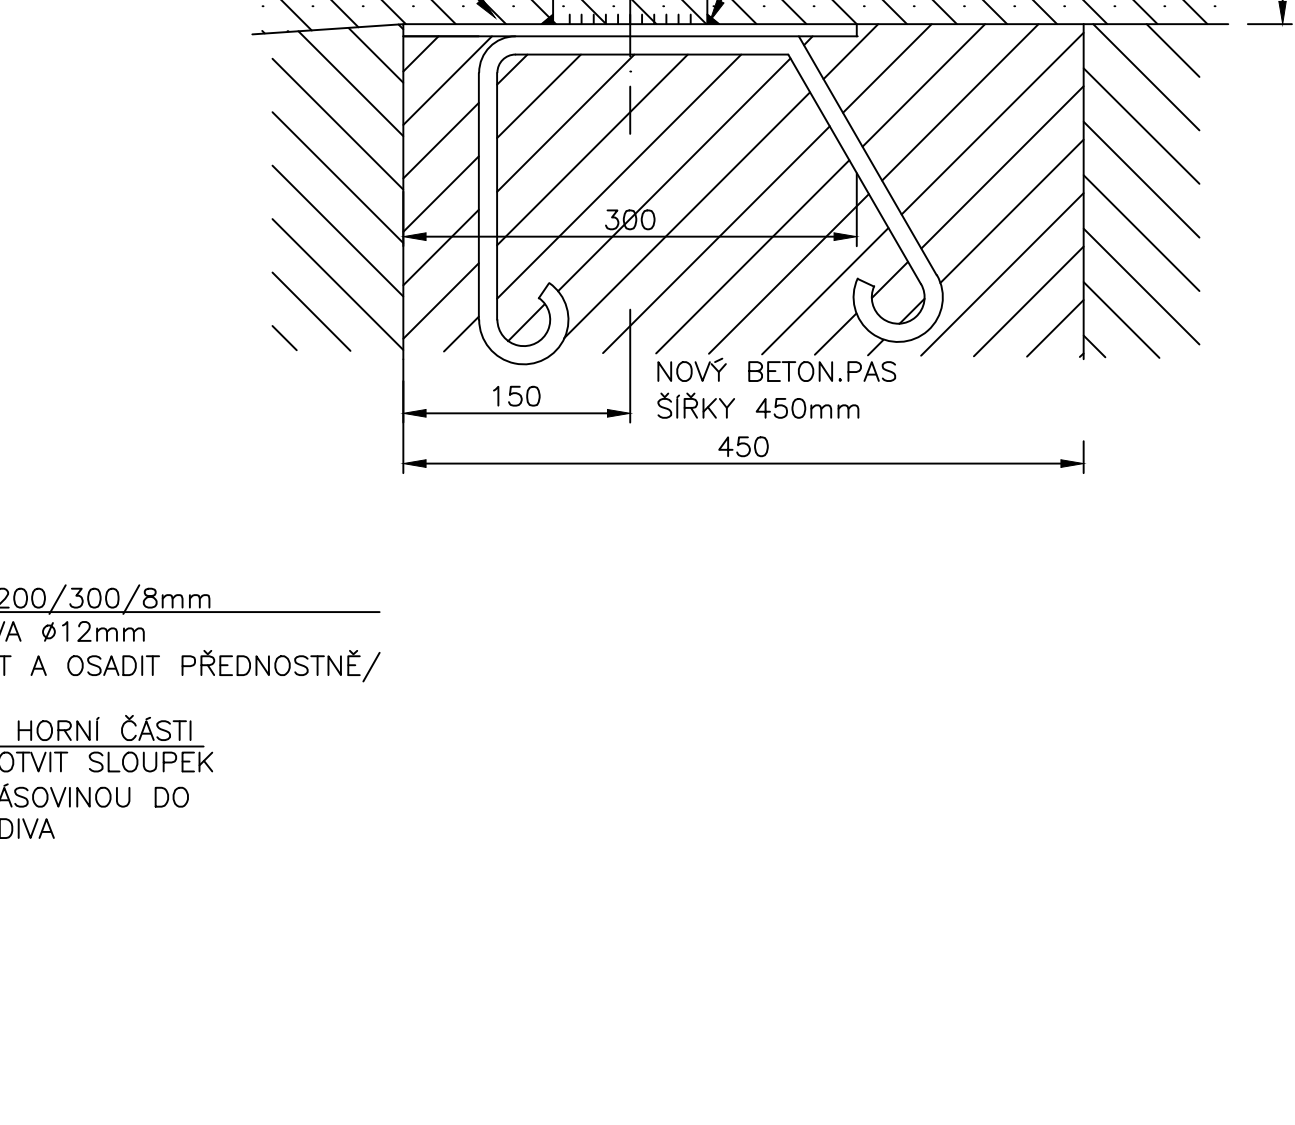 300
NOVÝ BETON.PAS
ŠÍŘKY 450mm
150
450
200/300/8mm
VA ø12mm
T A OSADIT PŘEDNOSTNĚ/
HORNÍ ČÁSTI
OTVIT SLOUPEK
ÁSOVINOU DO
DIVA